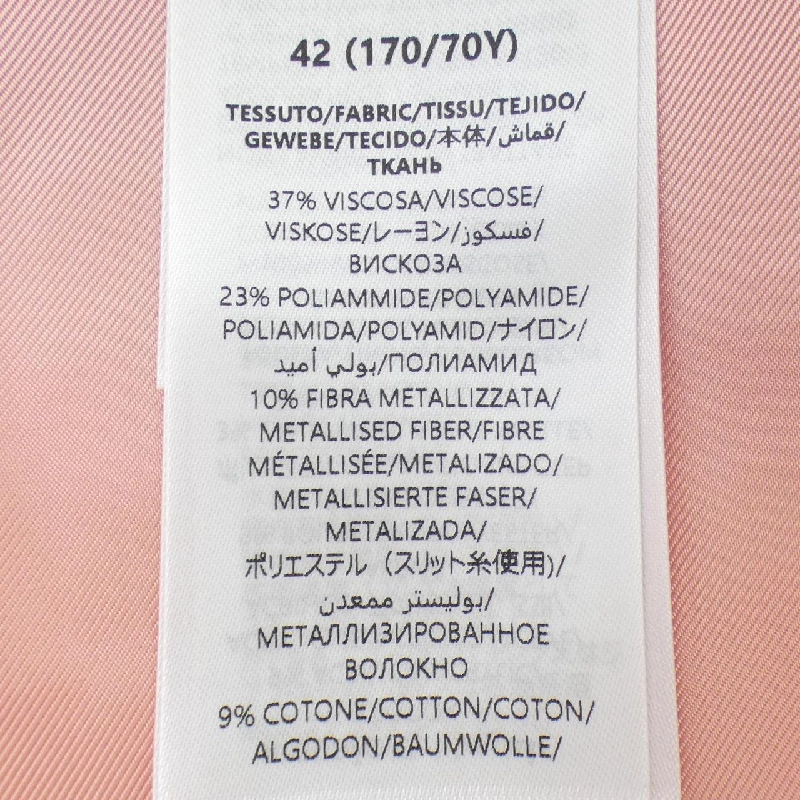 42 (170/70Y)
TESSUTO/FABRIC/TISSU/TEJIDO/
GEWEBE/TECIDO/本体/قماش/
ТКАНЬ
37% VISCOSA/VISCOSE/
VISKOSE/レーヨン/فسكوز/
ВИСКОЗА
23% POLIAMMIDE/POLYAMIDE/
POLIAMIDA/POLYAMID/ナイロン/
بولي أميد/ПОЛИАМИД
10% FIBRA METALLIZZATA/
METALLISED FIBER/FIBRE
MÉTALLISÉE/METALIZADO/
METALLISIERTE FASER/
METALIZADA/
ポリエステル（スリット糸使用)/
بوليستر ممعدن/
МЕТАЛЛИЗИРОВАННОЕ
ВОЛОКНО
9% COTONE/COTTON/COTON/
ALGODON/BAUMWOLLE/